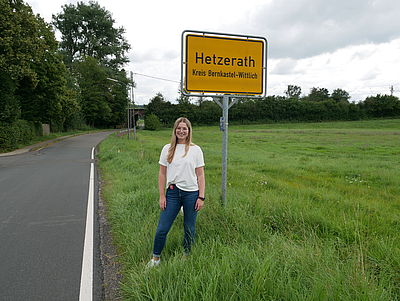 Hetzerath
Kreis Bernkastel-Wittlich